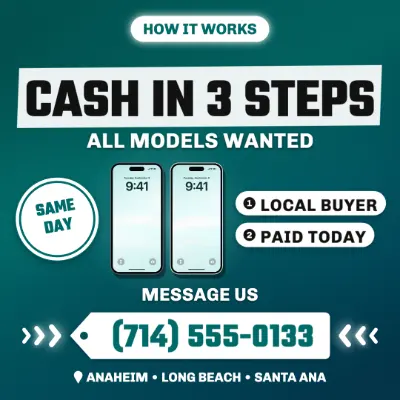 HOW IT WORKS
CASH IN 3 STEPS
ALL MODELS WANTED
SAME
DAY
9:41
9:41
1 LOCAL BUYER
2 PAID TODAY
MESSAGE US
(714) 555-0133
ANAHEIM • LONG BEACH • SANTA ANA